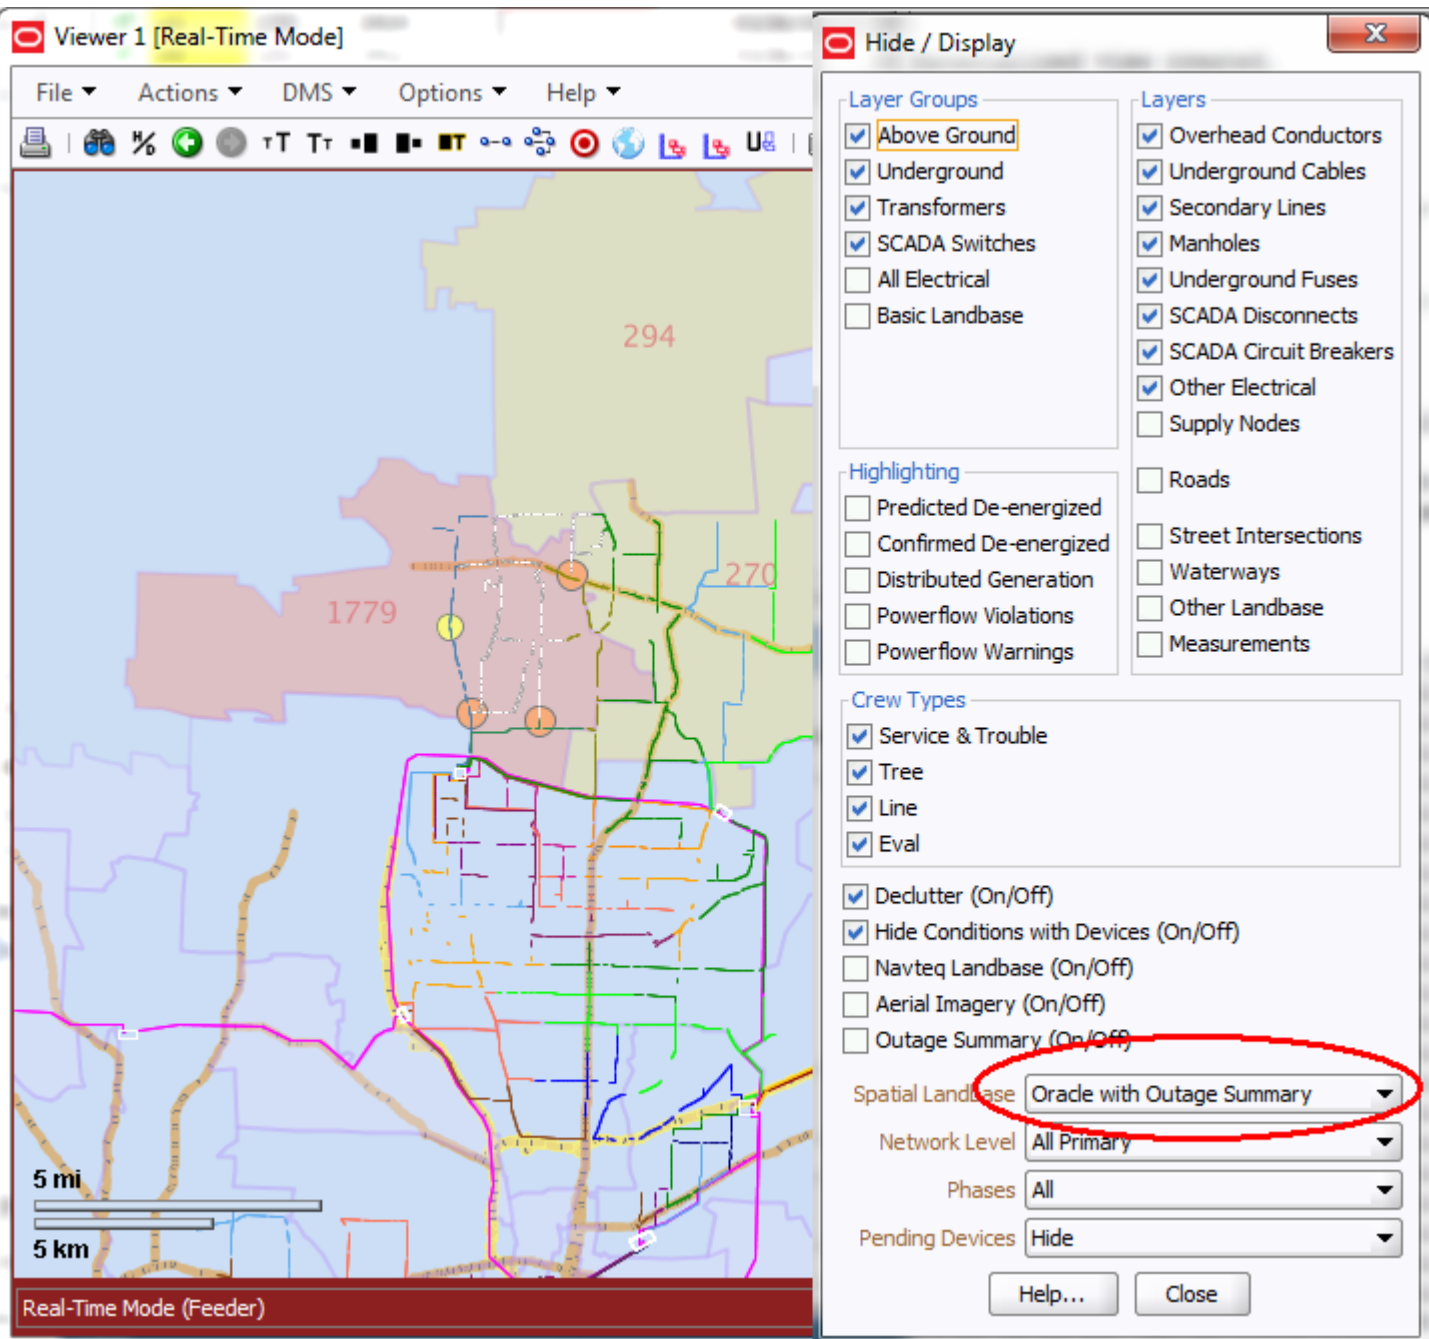 Viewer 1 [Real-Time Mode]
File Actions DMS Options Help
294
270
1779
5 mi
5 km
Real-Time Mode (Feeder)
Hide / Display
Layer Groups
Above Ground
Underground
Transformers
SCADA Switches
All Electrical
Basic Landbase
Layers
Overhead Conductors
Underground Cables
Secondary Lines
Manholes
Underground Fuses
SCADA Disconnects
SCADA Circuit Breakers
Other Electrical
Supply Nodes
Roads
Street Intersections
Waterways
Other Landbase
Measurements
Highlighting
Predicted De-energized
Confirmed De-energized
Distributed Generation
Powerflow Violations
Powerflow Warnings
Crew Types
Service & Trouble
Tree
Line
Eval
Declutter (On/Off)
Hide Conditions with Devices (On/Off)
Navteq Landbase (On/Off)
Aerial Imagery (On/Off)
Outage Summary (On/Off)
Spatial Landbase Oracle with Outage Summary
Network Level All Primary
Phases All
Pending Devices Hide
Help... Close